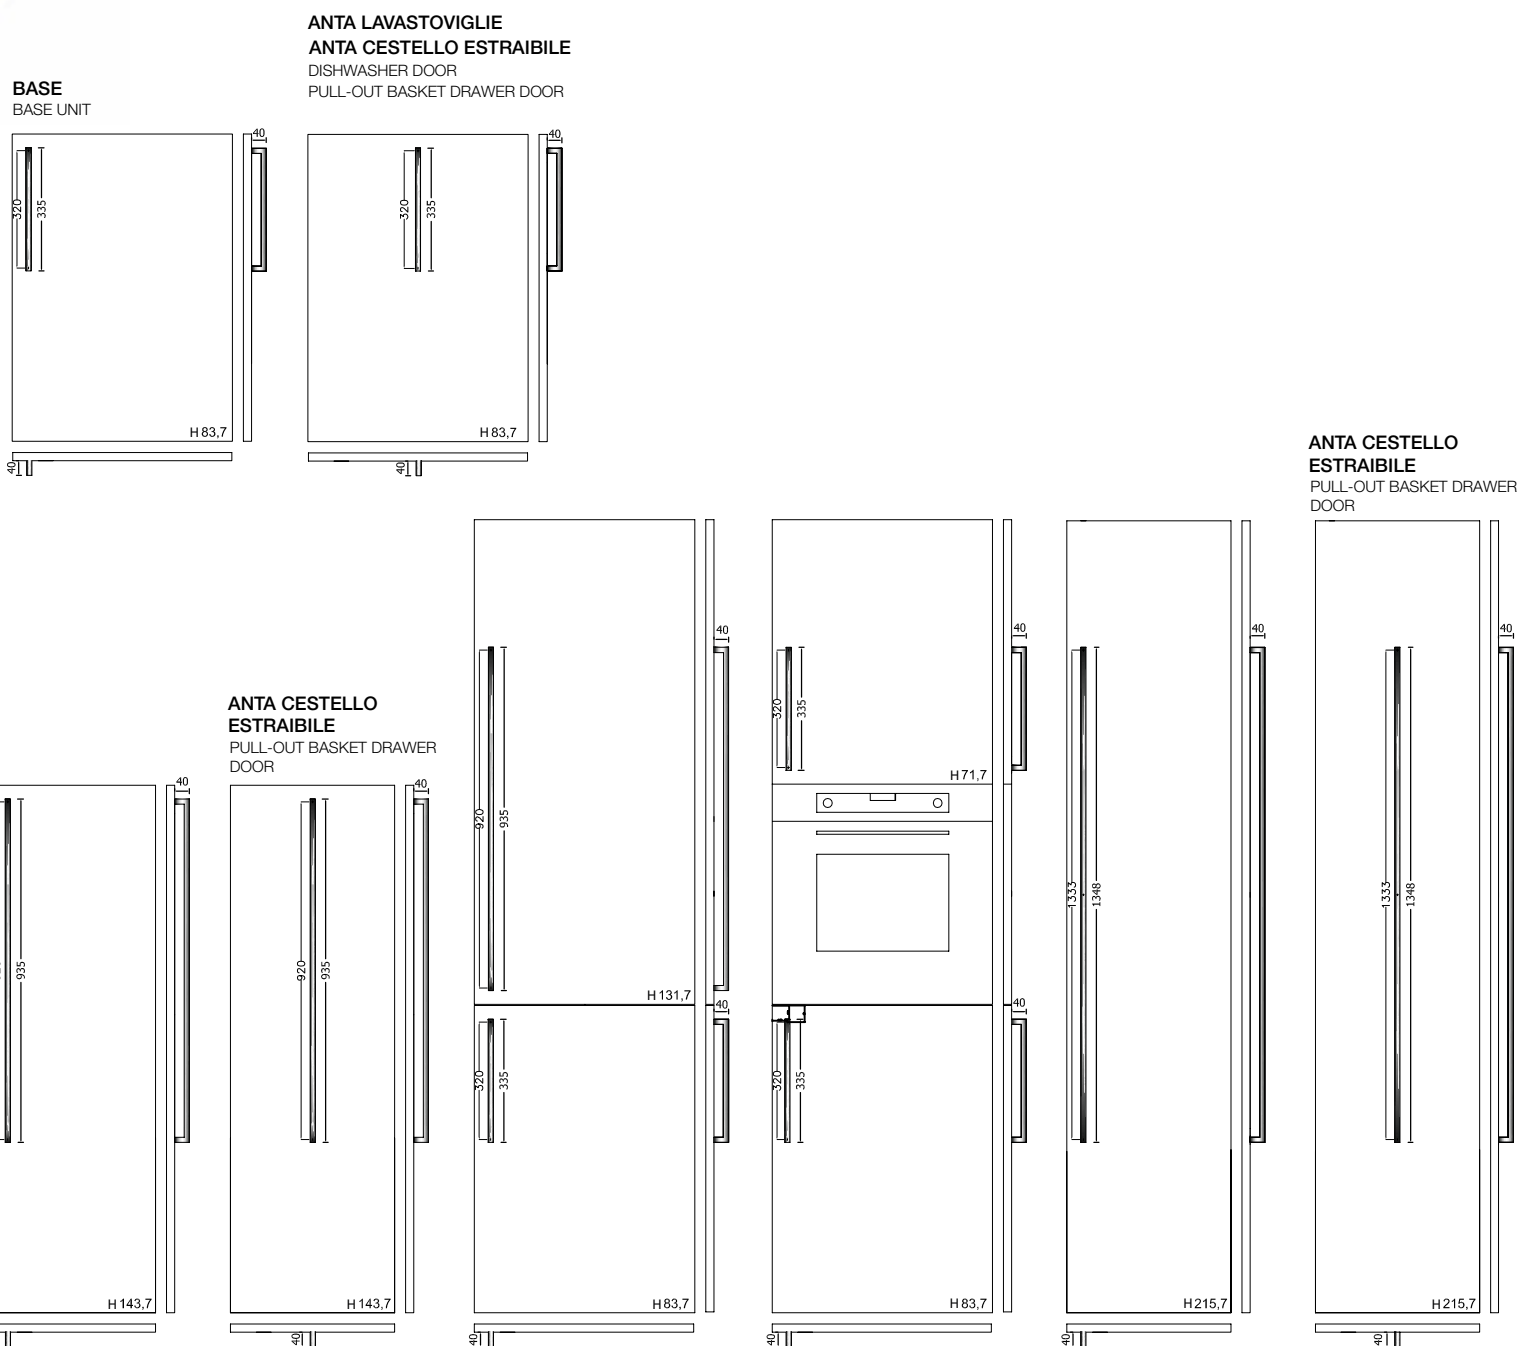 ANTA LAVASTOVIGLIE
ANTA CESTELLO ESTRAIBILE
DISHWASHER DOOR
PULL-OUT BASKET DRAWER DOOR
BASE
BASE UNIT
40
320
335
H 83,7
40
40
320
335
H 83,7
40
ANTA CESTELLO
ESTRAIBILE
PULL-OUT BASKET DRAWER
DOOR
40
1333
1348
H 215,7
40
ANTA CESTELLO
ESTRAIBILE
PULL-OUT BASKET DRAWER
DOOR
40
935
H 143,7
40
920
935
H 143,7
40
40
920
935
H 131,7
40
320
335
H 83,7
40
40
320
335
H 71,7
40
320
335
H 83,7
40
40
1333
1348
H 215,7
40